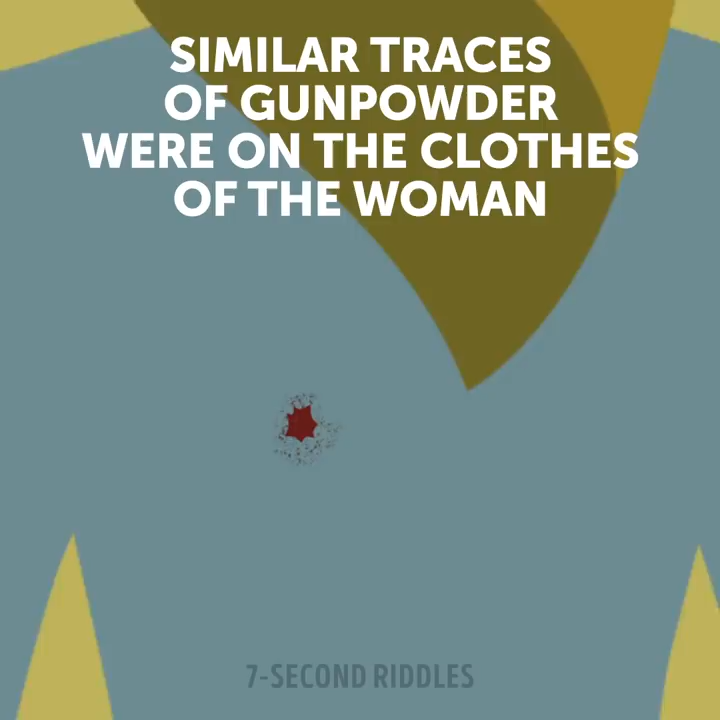 SIMILAR TRACES
OF GUNPOWDER
WERE ON THE CLOTHES
OF THE WOMAN
7-SECOND RIDDLES